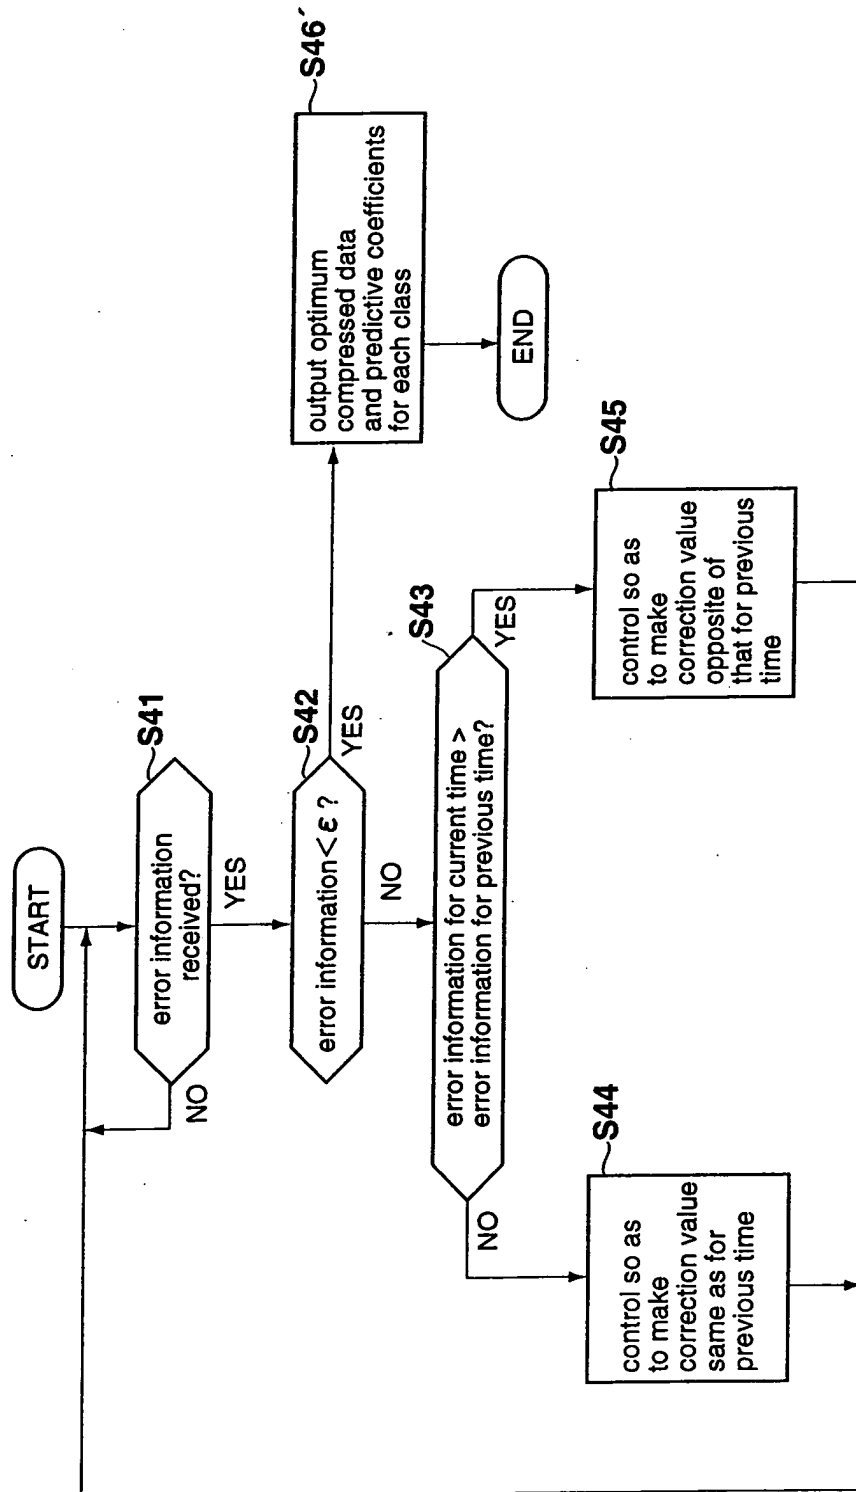 START
S41
error information
received?
NO
YES
S42
error information<ε ?
YES
NO
S46´
output optimum
compressed data
and predictive coefficients
for each class
END
S43
error information for current time >
error information for previous time?
NO
YES
S44
control so as
to make
correction value
same as for
previous time
S45
control so as
to make
correction value
opposite of
that for previous
time